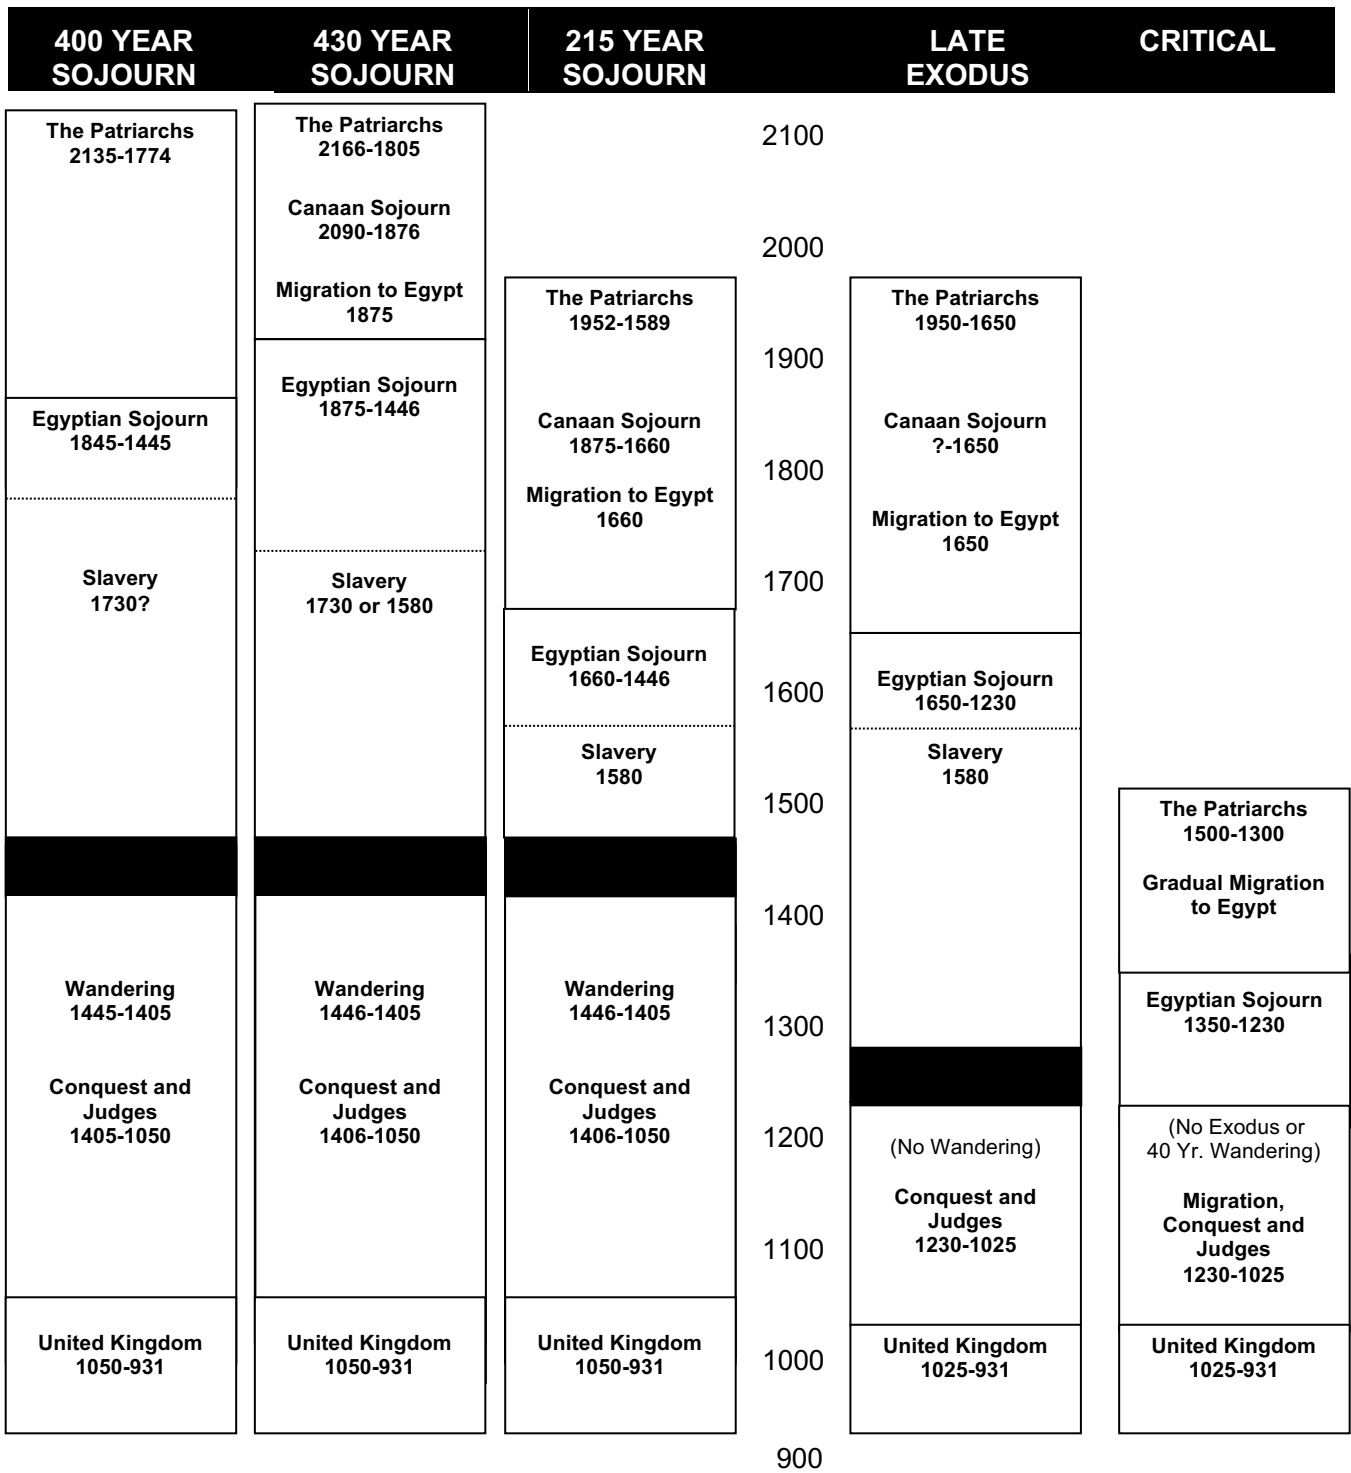 400 YEAR
SOJOURN
430 YEAR
SOJOURN
215 YEAR
SOJOURN
LATE
EXODUS
CRITICAL
The Patriarchs
2135-1774
Egyptian Sojourn
1845-1445
Slavery
1730?
Wandering
1445-1405
Conquest and
Judges
1405-1050
United Kingdom
1050-931
The Patriarchs
2166-1805
Canaan Sojourn
2090-1876
Migration to Egypt
1875
Egyptian Sojourn
1875-1446
Slavery
1730 or 1580
Wandering
1446-1405
Conquest and
Judges
1406-1050
United Kingdom
1050-931
The Patriarchs
1952-1589
Canaan Sojourn
1875-1660
Migration to Egypt
1660
Egyptian Sojourn
1660-1446
Slavery
1580
Wandering
1446-1405
Conquest and
Judges
1406-1050
United Kingdom
1050-931
2100
2000
1900
1800
1700
1600
1500
1400
1300
1200
1100
1000
900
The Patriarchs
1950-1650
Canaan Sojourn
?-1650
Migration to Egypt
1650
Egyptian Sojourn
1650-1230
Slavery
1580
(No Wandering)
Conquest and
Judges
1230-1025
United Kingdom
1025-931
The Patriarchs
1500-1300
Gradual Migration
to Egypt
Egyptian Sojourn
1350-1230
(No Exodus or
40 Yr. Wandering)
Migration,
Conquest and
Judges
1230-1025
United Kingdom
1025-931